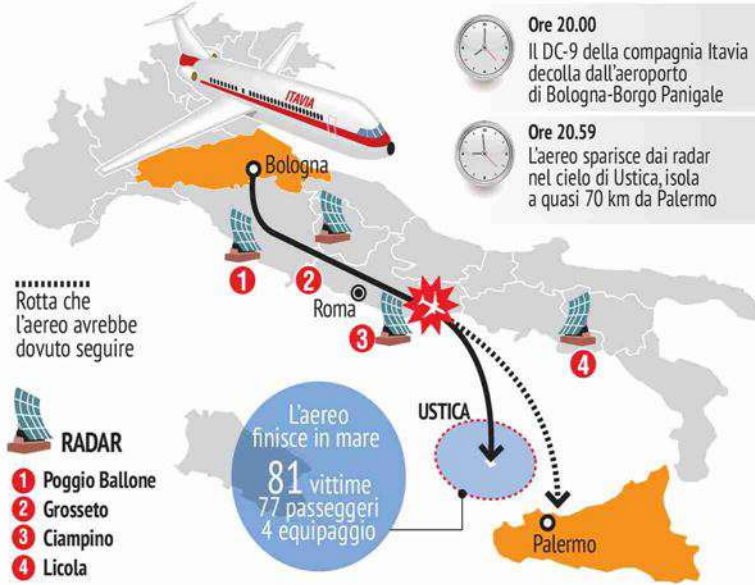 Ore 20.00
Il DC-9 della compagnia Itavia
decolla dall'aeroporto
di Bologna-Borgo Panigale
Ore 20.59
L'aereo sparisce dai radar
nel cielo di Ustica, isola
a quasi 70 km da Palermo
ITAVIA
Bologna
1
2
Roma
3
4
Rotta che
l'aereo avrebbe
dovuto seguire
RADAR
1 Poggio Ballone
2 Grosseto
3 Ciampino
4 Licola
L'aereo
finisce in mare
81 vittime
77 passeggeri
4 equipaggio
USTICA
Palermo